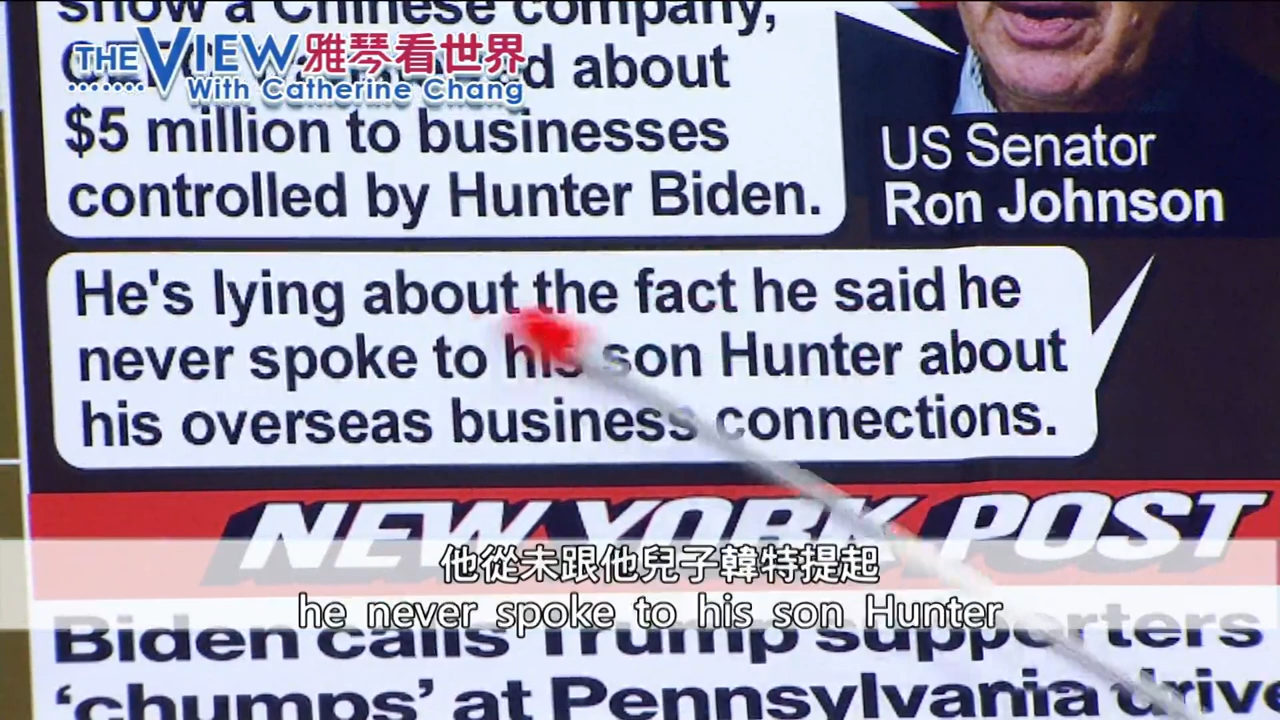 show a Chinese company,
THE VIEW 雅琴看世界
With Catherine Chang
d about
$5 million to businesses
controlled by Hunter Biden.
US Senator
Ron Johnson
He's lying about the fact he said he
never spoke to his son Hunter about
his overseas business connections.
NEW YORK POST
他從未跟他兒子韓特提起
he never spoke to his son Hunter
Biden calls Trump supporters
‘chumps’ at Pennsylvania drive